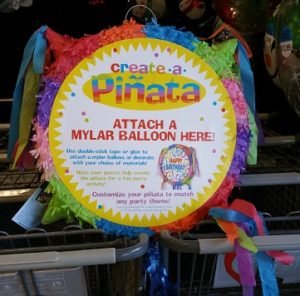 create·a·
Piñata
ATTACH A
MYLAR BALLOON HERE!
Use double stick tape or glue to
attach a mylar balloon, or decorate
with your choice of materials!
Have your guests help create
the piñata for a fun party
activity!
HAPPY
BIRTHDAY
Customize your piñata to match
any party theme!